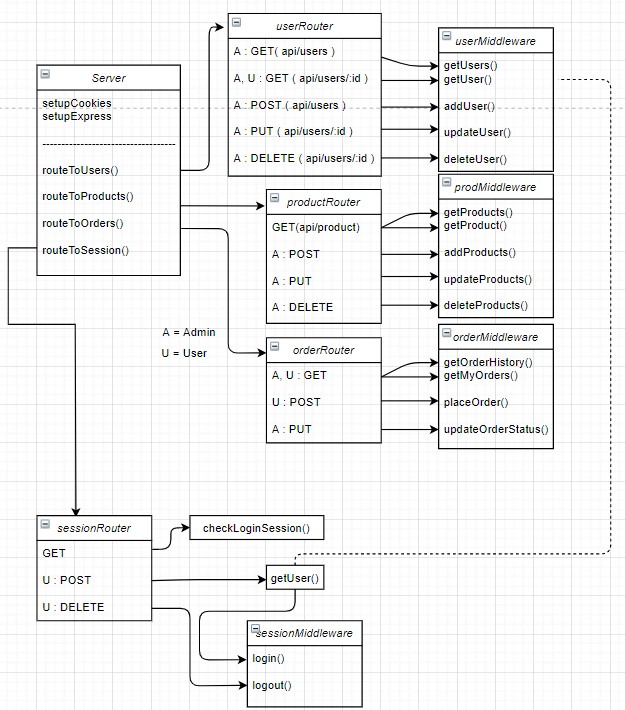 Server
setupCookies
setupExpress
routeToUsers()
routeToProducts()
routeToOrders()
routeToSession()
userRouter
A : GET( api/users )
A, U : GET ( api/users/:id )
A : POST ( api/users )
A : PUT ( api/users/:id )
A : DELETE ( api/users/:id )
userMiddleware
getUsers()
getUser()
addUser()
updateUser()
deleteUser()
productRouter
GET(api/product)
A : POST
A : PUT
A : DELETE
prodMiddleware
getProducts()
getProduct()
addProducts()
updateProducts()
deleteProducts()
A = Admin
U = User
orderRouter
A, U : GET
U : POST
A : PUT
orderMiddleware
getOrderHistory()
getMyOrders()
placeOrder()
updateOrderStatus()
sessionRouter
GET
U : POST
U : DELETE
checkLoginSession()
getUser()
sessionMiddleware
login()
logout()